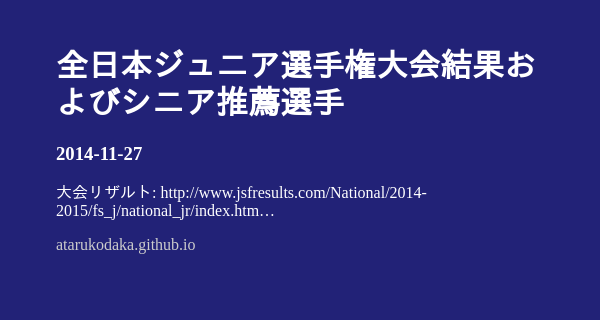 全日本ジュニア選手権大会結果お
よびシニア推薦選手
2014-11-27
大会リザルト: http://www.jsfresults.com/National/2014-
2015/fs_j/national_jr/index.htm…
atarukodaka.github.io